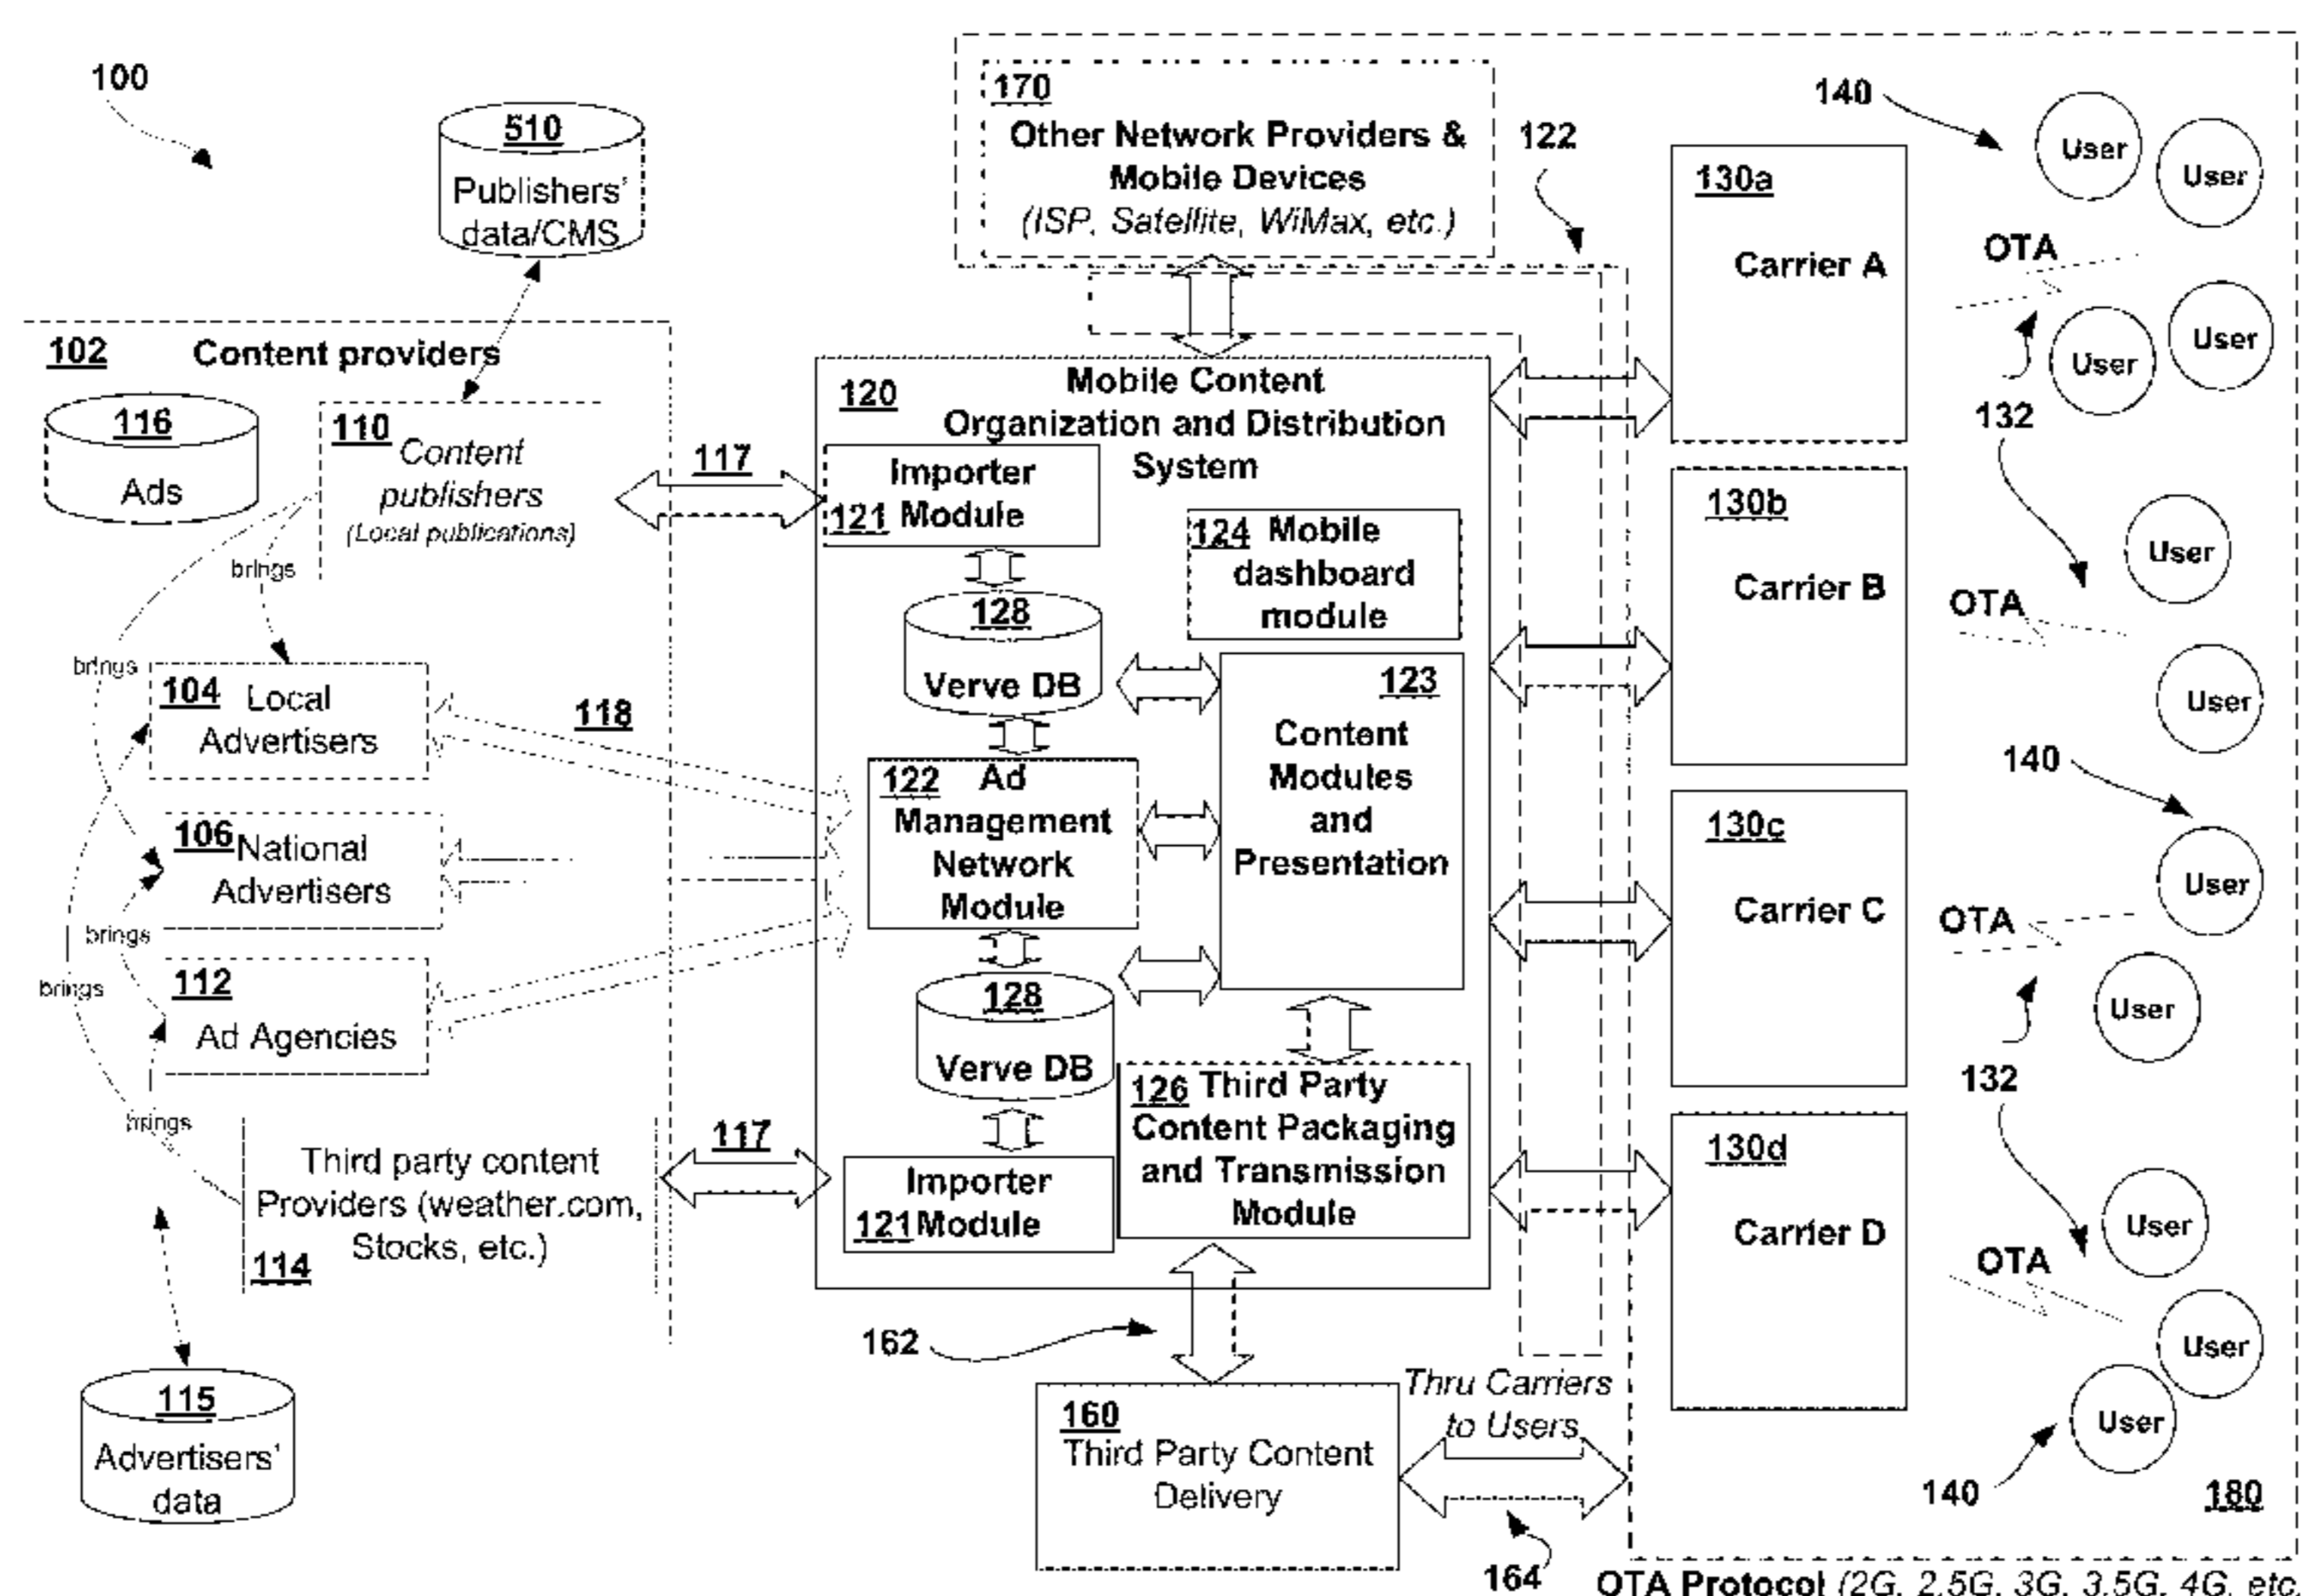 100
510
Publishers'
data/CMS
170
Other Network Providers &
Mobile Devices
(ISP, Satellite, WiMax, etc.)
122
140
User
User
130a
Carrier A
OTA
User
User
132
102 Content providers
116
Ads
110
Content
publishers
(Local publications)
brings
brings
117
120
Mobile Content
Organization and Distribution
System
Importer
121 Module
124 Mobile
dashboard
module
128
Verve DB
130b
Carrier B
User
OTA
User
104 Local
Advertisers
118
123
Content
Modules
and
Presentation
122 Ad
Management
Network
Module
106 National
Advertisers
brings
brings
112
Ad Agencies
brings
140
130c
Carrier C
User
OTA
User
132
128
Verve DB
126 Third Party
Content Packaging
and Transmission
Module
117
Third party content
Providers (weather.com,
Stocks, etc.)
114
Importer
121 Module
130d
Carrier D
User
OTA
User
User
140
180
162
115
Advertisers'
data
160
Third Party Content
Delivery
Thru Carriers
to Users
164
OTA Protocol (2G, 2.5G, 3G, 3.5G, 4G, etc.